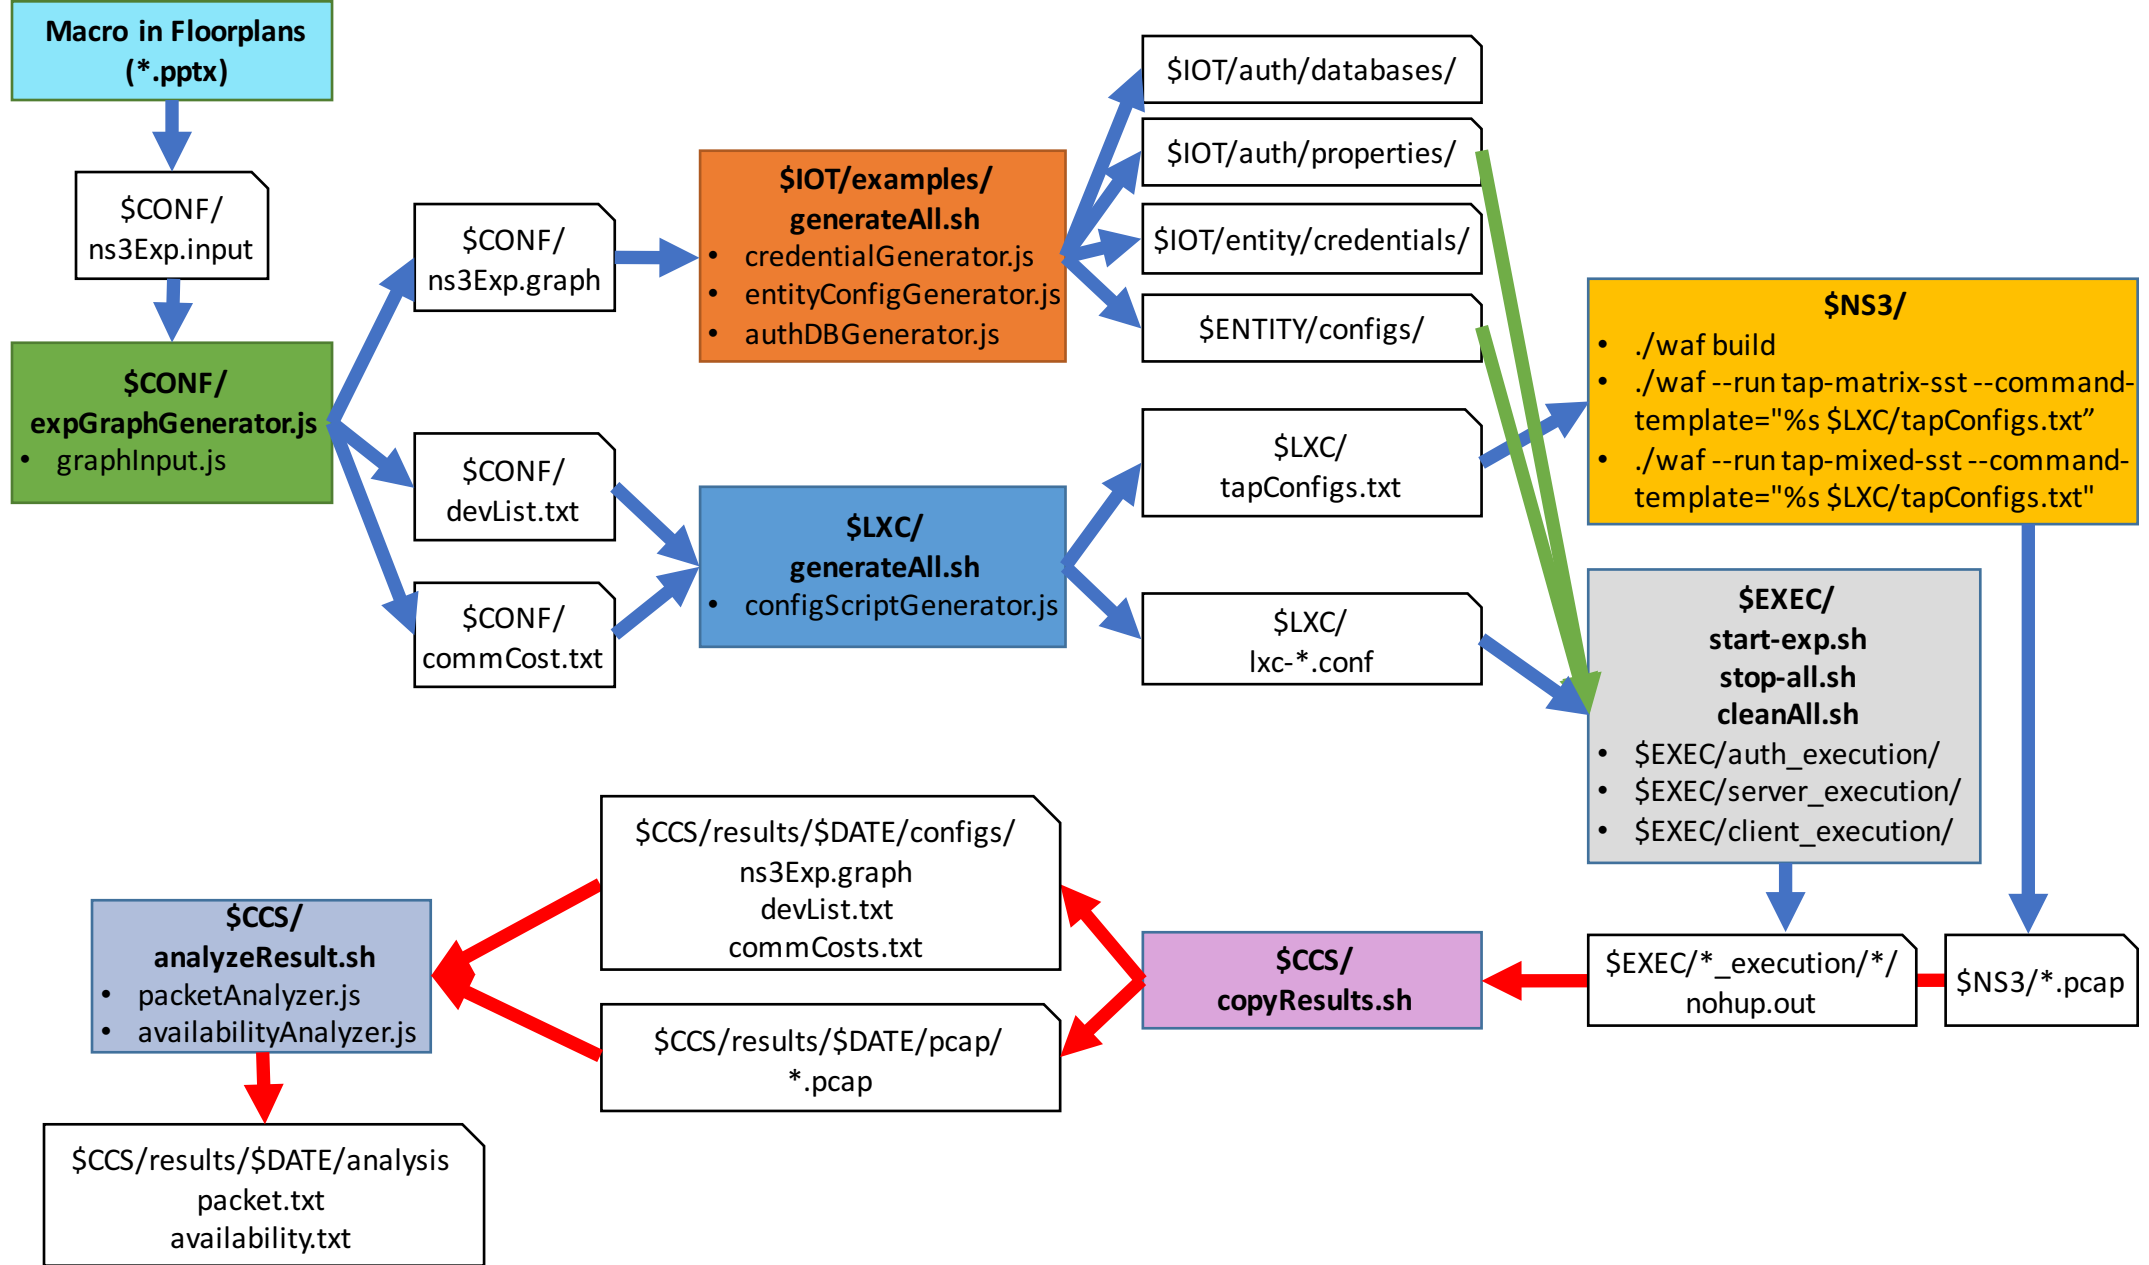 Macro in Floorplans
(*.pptx)
$CONF/
ns3Exp.input
$CONF/
expGraphGenerator.js
• graphInput.js
$CONF/
ns3Exp.graph
$CONF/
devList.txt
$CONF/
commCost.txt
$IOT/examples/
generateAll.sh
• credentialGenerator.js
• entityConfigGenerator.js
• authDBGenerator.js
$LXC/
generateAll.sh
• configScriptGenerator.js
$IOT/auth/databases/
$IOT/auth/properties/
$IOT/entity/credentials/
$ENTITY/configs/
$LXC/
tapConfigs.txt
$LXC/
lxc-*.conf
$NS3/
• ./waf build
• ./waf --run tap-matrix-sst --command-
template="%s $LXC/tapConfigs.txt”
• ./waf --run tap-mixed-sst --command-
template="%s $LXC/tapConfigs.txt"
$EXEC/
start-exp.sh
stop-all.sh
cleanAll.sh
• $EXEC/auth_execution/
• $EXEC/server_execution/
• $EXEC/client_execution/
$EXEC/*_execution/*/
nohup.out
$NS3/*.pcap
$CCS/
copyResults.sh
$CCS/results/$DATE/configs/
ns3Exp.graph
devList.txt
commCosts.txt
$CCS/results/$DATE/pcap/
*.pcap
$CCS/
analyzeResult.sh
• packetAnalyzer.js
• availabilityAnalyzer.js
$CCS/results/$DATE/analysis
packet.txt
availability.txt